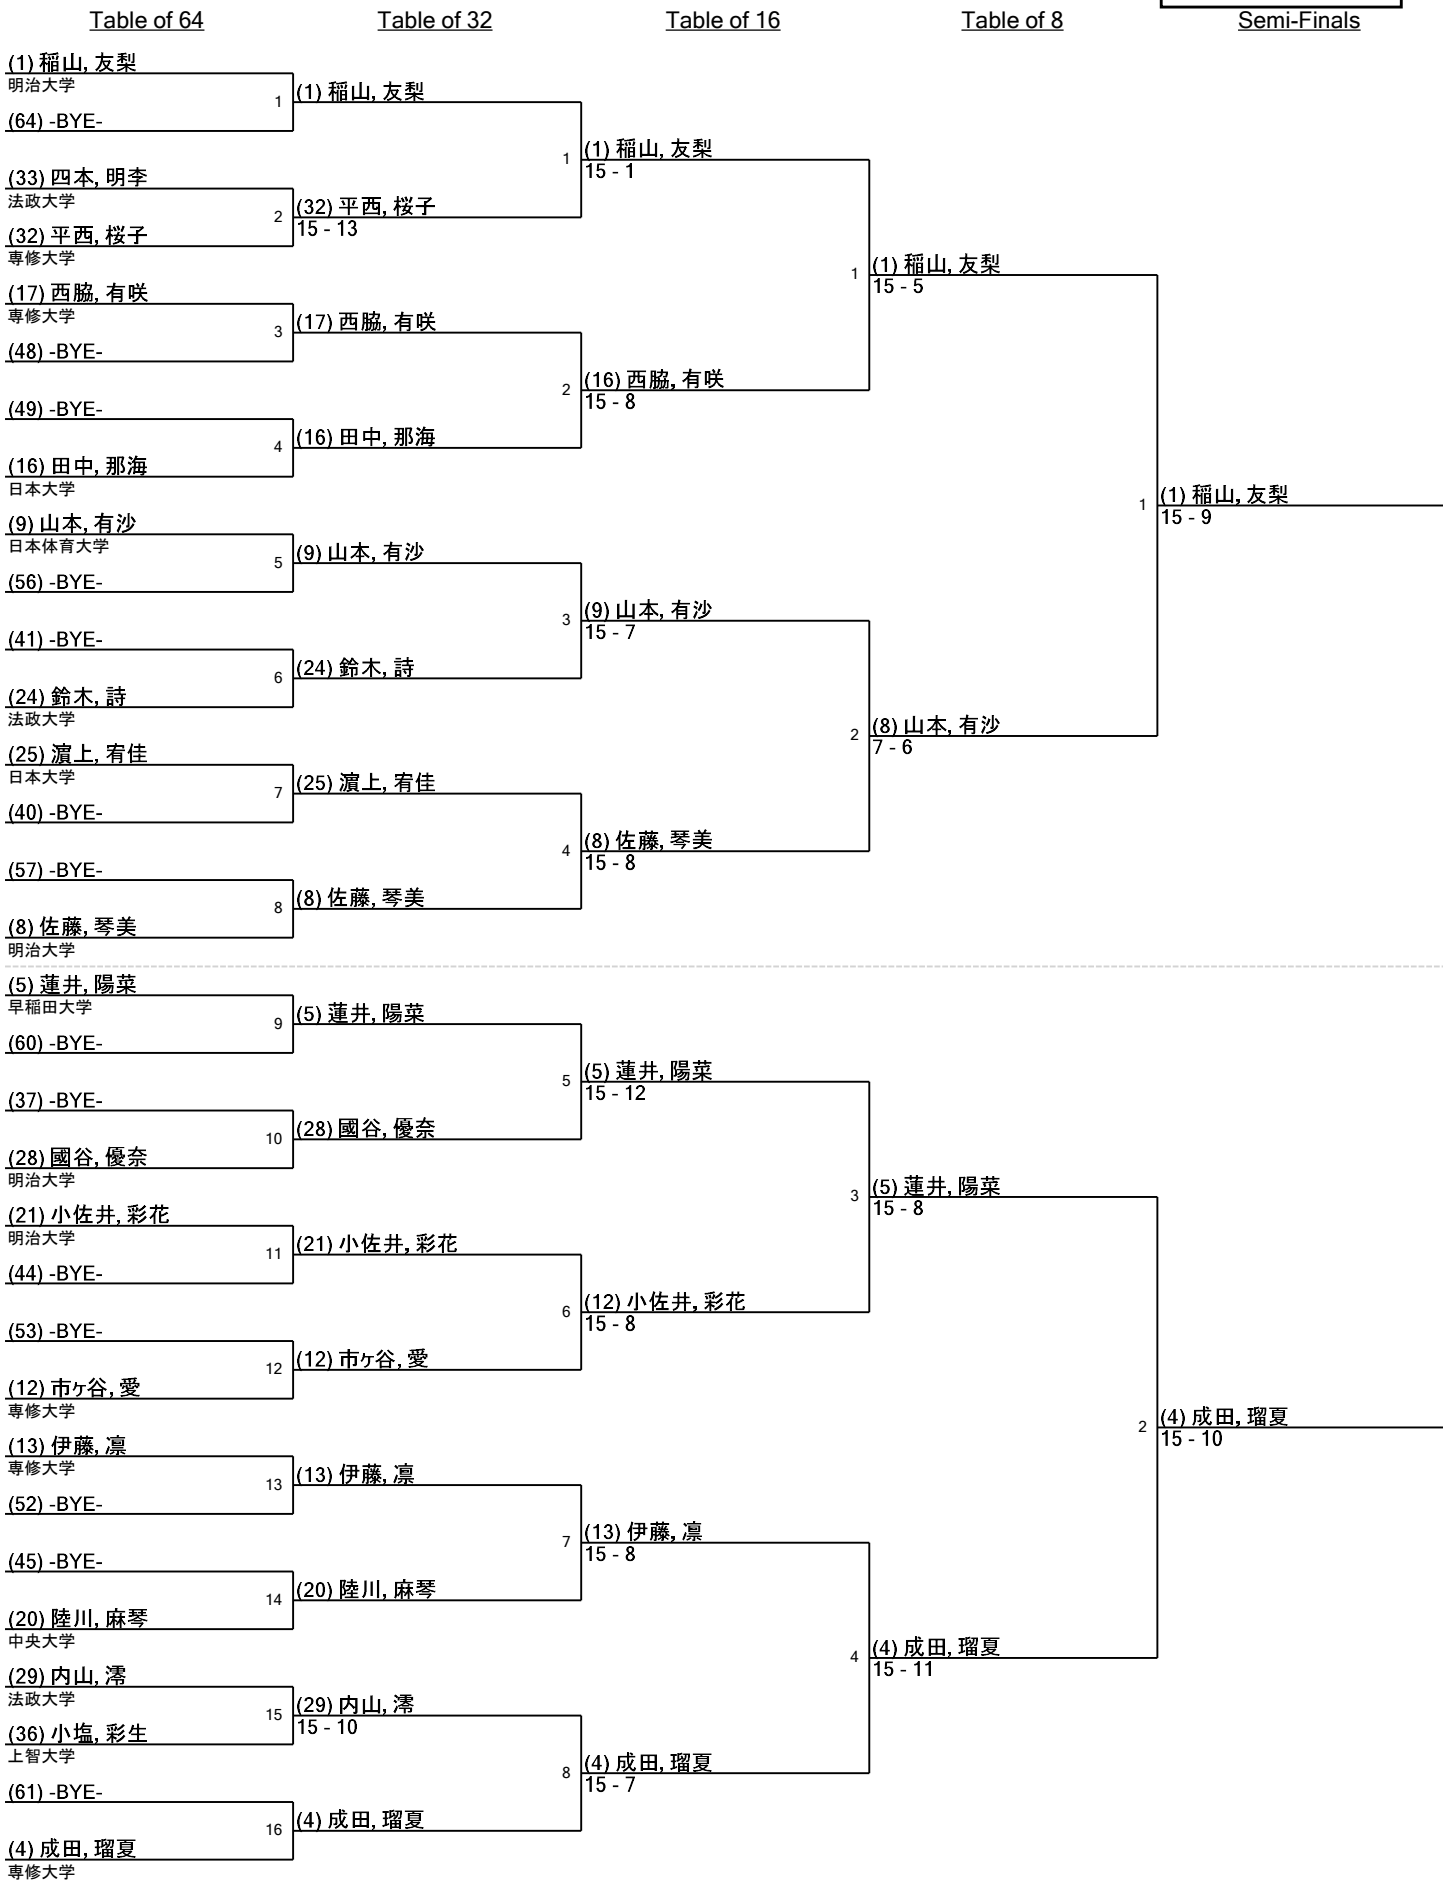 Table of 64
Table of 32
Table of 16
Table of 8
Semi-Finals
(1) 稲山, 友梨
明治大学
(64) -BYE-
(33) 四本, 明李
法政大学
(32) 平西, 桜子
専修大学
(17) 西脇, 有咲
専修大学
(48) -BYE-
(49) -BYE-
(16) 田中, 那海
日本大学
(9) 山本, 有沙
日本体育大学
(56) -BYE-
(41) -BYE-
(24) 鈴木, 詩
法政大学
(25) 濵上, 宥佳
日本大学
(40) -BYE-
(57) -BYE-
(8) 佐藤, 琴美
明治大学
(5) 蓮井, 陽菜
早稲田大学
(60) -BYE-
(37) -BYE-
(28) 國谷, 優奈
明治大学
(21) 小佐井, 彩花
明治大学
(44) -BYE-
(53) -BYE-
(12) 市ヶ谷, 愛
専修大学
(13) 伊藤, 凛
専修大学
(52) -BYE-
(45) -BYE-
(20) 陸川, 麻琴
中央大学
(29) 内山, 澪
法政大学
(36) 小塩, 彩生
上智大学
(61) -BYE-
(4) 成田, 瑠夏
専修大学
1
(1) 稲山, 友梨
2
(32) 平西, 桜子
15 - 13
3
(17) 西脇, 有咲
4
(16) 田中, 那海
5
(9) 山本, 有沙
6
(24) 鈴木, 詩
7
(25) 濵上, 宥佳
8
(8) 佐藤, 琴美
9
(5) 蓮井, 陽菜
10
(28) 國谷, 優奈
11
(21) 小佐井, 彩花
12
(12) 市ヶ谷, 愛
13
(13) 伊藤, 凛
14
(20) 陸川, 麻琴
15
(29) 内山, 澪
15 - 10
16
(4) 成田, 瑠夏
1
(1) 稲山, 友梨
15 - 1
2
(16) 西脇, 有咲
15 - 8
3
(9) 山本, 有沙
15 - 7
4
(8) 佐藤, 琴美
15 - 8
5
(5) 蓮井, 陽菜
15 - 12
6
(12) 小佐井, 彩花
15 - 8
7
(13) 伊藤, 凛
15 - 8
8
(4) 成田, 瑠夏
15 - 7
1
(1) 稲山, 友梨
15 - 5
2
(8) 山本, 有沙
7 - 6
3
(5) 蓮井, 陽菜
15 - 8
4
(4) 成田, 瑠夏
15 - 11
1
(1) 稲山, 友梨
15 - 9
2
(4) 成田, 瑠夏
15 - 10